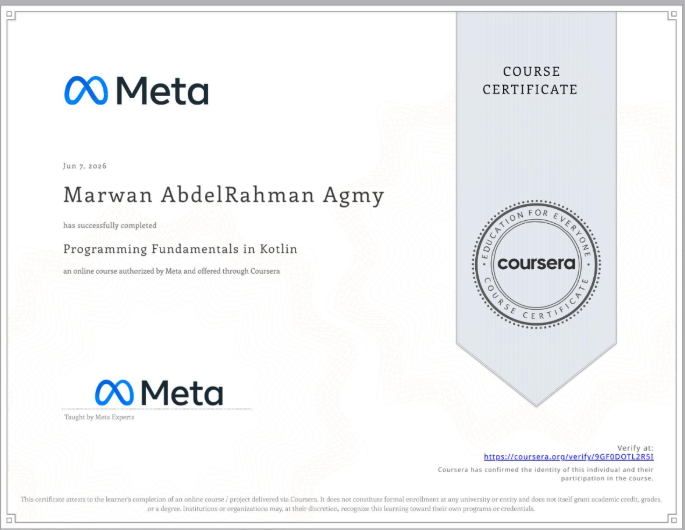 Meta
COURSE
CERTIFICATE
Jun 7, 2026
Marwan AbdelRahman Agmy
has successfully completed
Programming Fundamentals in Kotlin
an online course authorized by Meta and offered through Coursera
EDUCATION FOR EVERYONE
coursera
COURSE CERTIFICATE
Meta
Taught by Meta Experts
Verify at:
https://coursera.org/verify/9GF0DOTL2R5J
Coursera has confirmed the identity of this individual and their
participation in the course.
This certificate attests to the learner's completion of an online course / project delivered via Coursera. It does not constitute formal enrollment at any university or entity and does not itself grant academic credit, grades,
or a degree. Institutions or organizations may, at their discretion, recognize this learning toward their own programs or credentials.